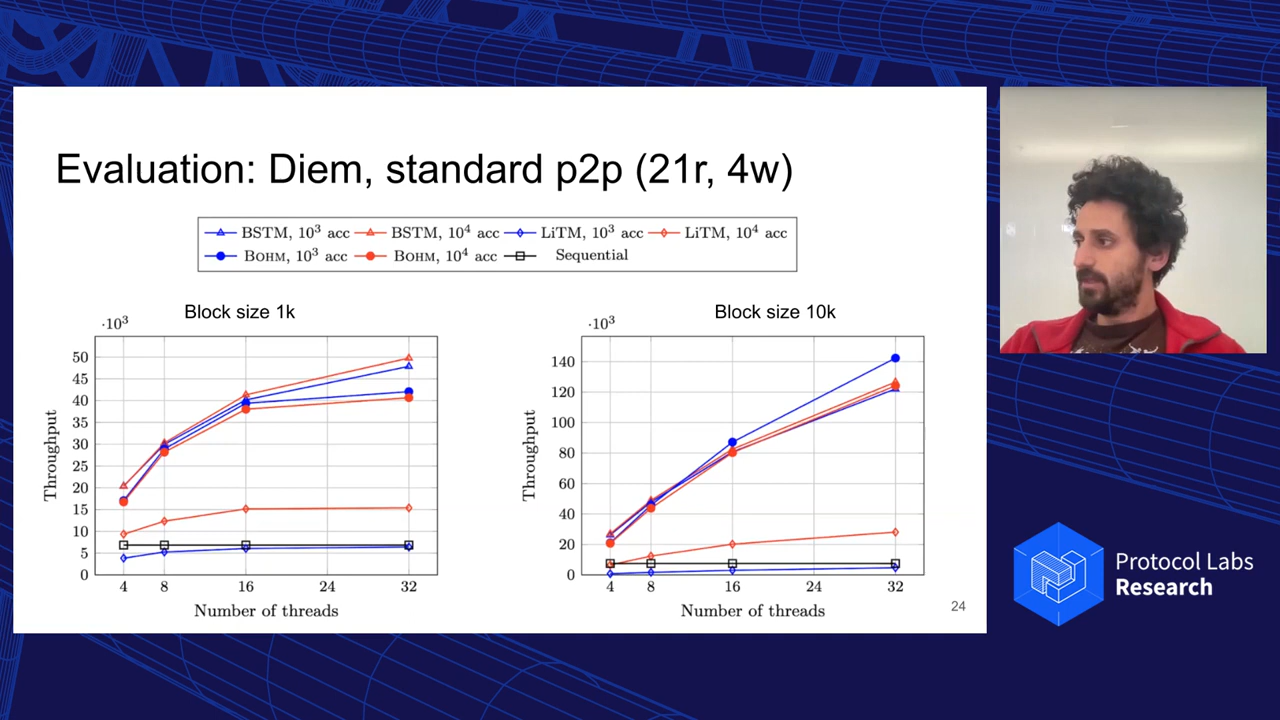 Evaluation: Diem, standard p2p (21r, 4w)
BSTM, 10³ acc BSTM, 10⁴ acc LiTM, 10³ acc LiTM, 10⁴ acc
BOHM, 10³ acc BOHM, 10⁴ acc Sequential
Block size 1k
·10³
50
45
40
35
30
25
20
15
10
5
0
Throughput
4 8 16 24 32
Number of threads
Block size 10k
·10³
140
120
100
80
60
40
20
0
Throughput
4 8 16 24 32
Number of threads
24
Protocol Labs
Research